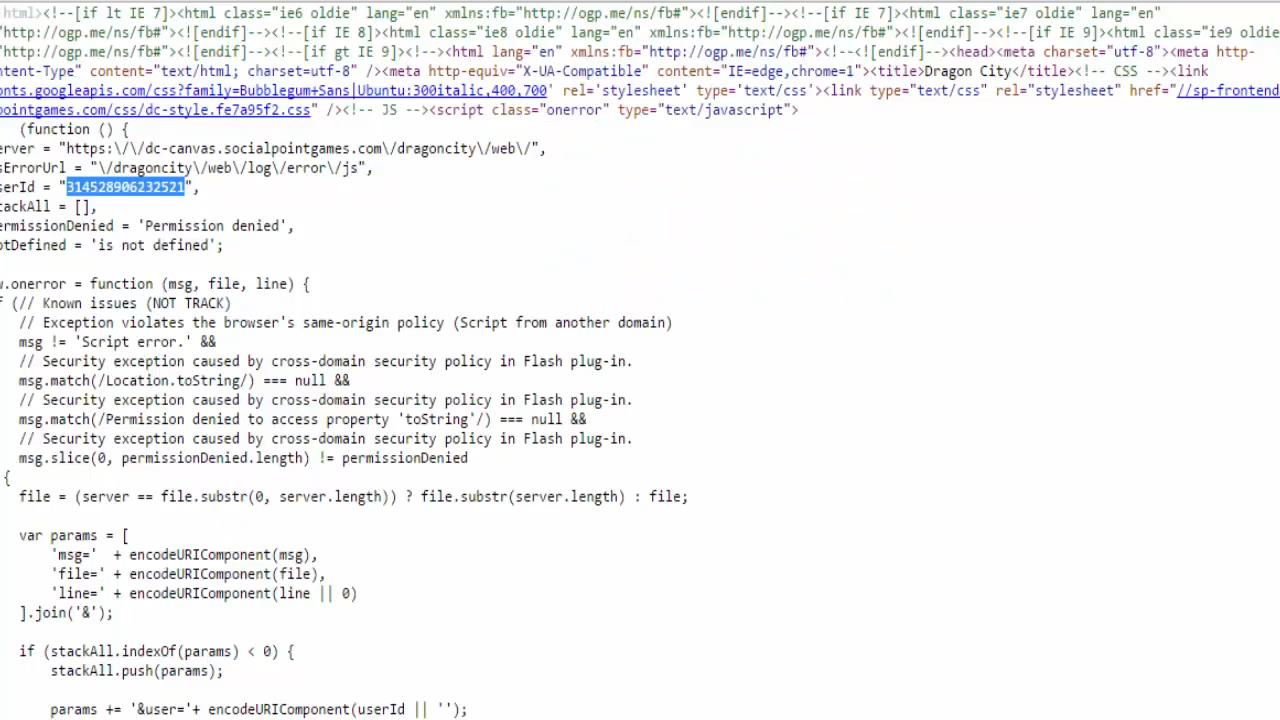 html><!--[if lt IE 7]><html class="ie6 oldie" lang="en" xmlns:fb="http://ogp.me/ns/fb#"><![endif]--><!--[if IE 7]><html class="ie7 oldie" lang="en"
"http://ogp.me/ns/fb#"><![endif]--><!--[if IE 8]><html class="ie8 oldie" lang="en" xmlns:fb="http://ogp.me/ns/fb#"><![endif]--><!--[if IE 9]><html class="ie9 oldie
"http://ogp.me/ns/fb#"><![endif]--><!--[if gt IE 9]><!--><html lang="en" xmlns:fb="http://ogp.me/ns/fb#"><!--<![endif]--><head><meta charset="utf-8"><meta http-
ntent-Type" content="text/html; charset=utf-8" /><meta http-equiv="X-UA-Compatible" content="IE=edge,chrome=1"><title>Dragon City</title><!-- CSS --><link
onts.googleapis.com/css?family=Bubblegum+Sans|Ubuntu:300italic,400,700' rel='stylesheet' type='text/css'><link type="text/css" rel="stylesheet" href="//sp-frontend
pointgames.com/css/dc-style.fe7a95f2.css" /><!-- JS --><script class="onerror" type="text/javascript">
(function () {
erver = "https:\/\/dc-canvas.socialpointgames.com\/dragoncity\/web\/",
sErrorUrl = "\/dragoncity\/web\/log\/error\/js",
serId = "314528906232521",
tackAll = [],
ermissionDenied = 'Permission denied',
otDefined = 'is not defined';
w.onerror = function (msg, file, line) {
f (// Known issues (NOT TRACK)
// Exception violates the browser's same-origin policy (Script from another domain)
msg != 'Script error.' &&
// Security exception caused by cross-domain security policy in Flash plug-in.
msg.match(/Location.toString/) === null &&
// Security exception caused by cross-domain security policy in Flash plug-in.
msg.match(/Permission denied to access property 'toString'/) === null &&
// Security exception caused by cross-domain security policy in Flash plug-in.
msg.slice(0, permissionDenied.length) != permissionDenied
{
file = (server == file.substr(0, server.length)) ? file.substr(server.length) : file;
var params = [
'msg=' + encodeURIComponent(msg),
'file=' + encodeURIComponent(file),
'line=' + encodeURIComponent(line || 0)
].join('&');
if (stackAll.indexOf(params) < 0) {
stackAll.push(params);
params += '&user='+ encodeURIComponent(userId || '');